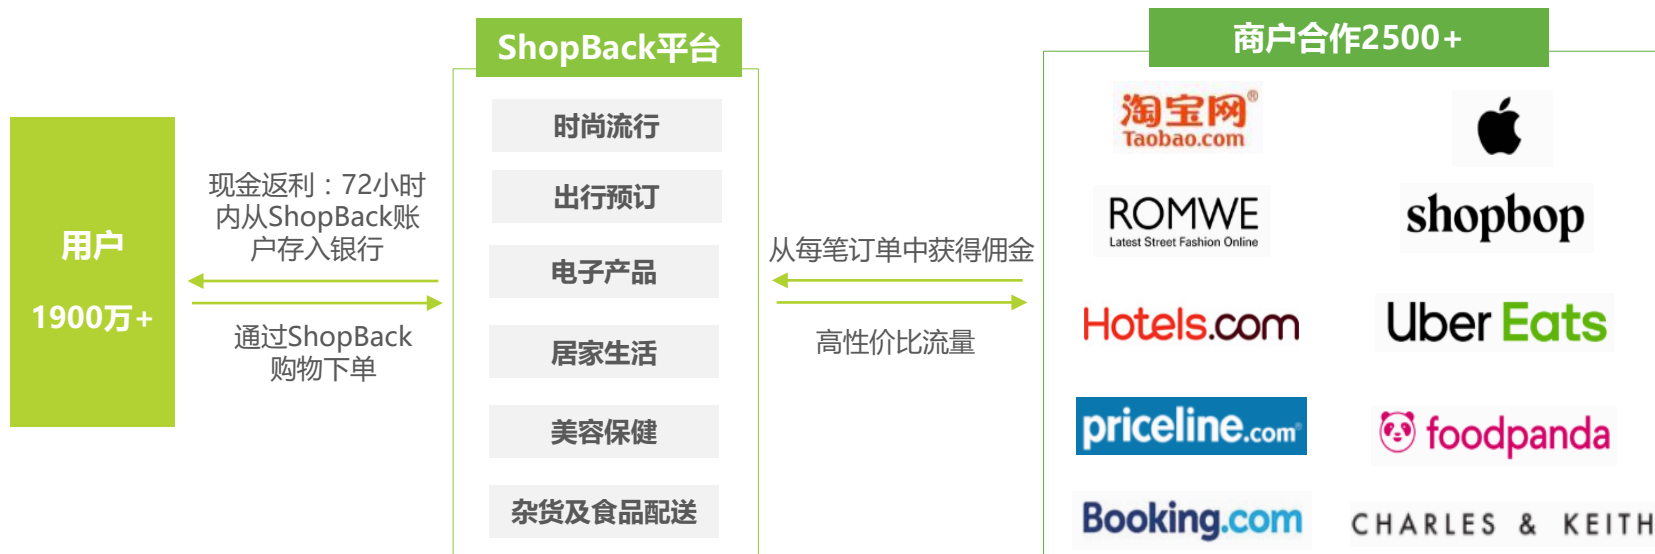 用户
1900万+
现金返利：72小时
内从ShopBack账
户存入银行
通过ShopBack
购物下单
ShopBack平台
时尚流行
出行预订
电子产品
居家生活
美容保健
杂货及食品配送
从每笔订单中获得佣金
高性价比流量
商户合作2500+
淘宝网®
Taobao.com
ROMWE
Latest Street Fashion Online
shopbop
Hotels.com
Uber Eats
priceline.com
foodpanda
Booking.com
CHARLES & KEITH